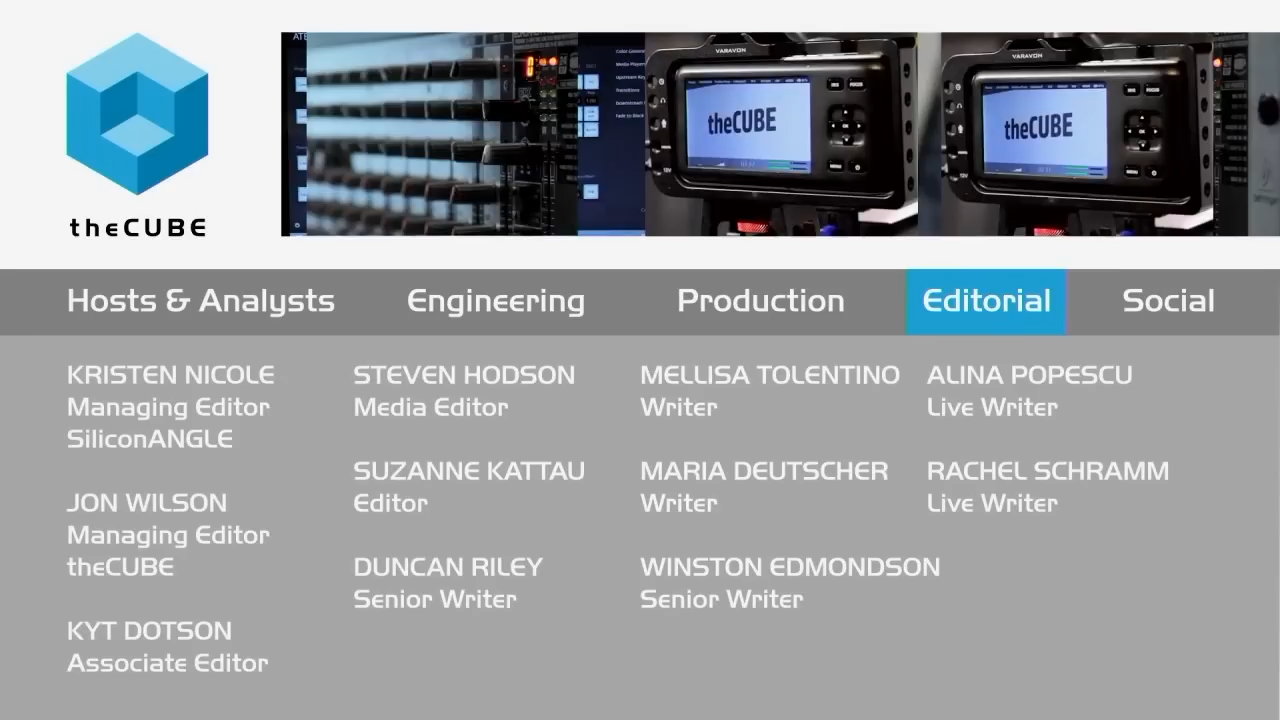 theCUBE
VARAVON
theCUBE
VARAVON
theCUBE
Hosts & Analysts
Engineering
Production
Editorial
Social
KRISTEN NICOLE
Managing Editor
SiliconANGLE
JON WILSON
Managing Editor
theCUBE
KYT DOTSON
Associate Editor
STEVEN HODSON
Media Editor
SUZANNE KATTAU
Editor
DUNCAN RILEY
Senior Writer
MELLISA TOLENTINO
Writer
MARIA DEUTSCHER
Writer
WINSTON EDMONDSON
Senior Writer
ALINA POPESCU
Live Writer
RACHEL SCHRAMM
Live Writer